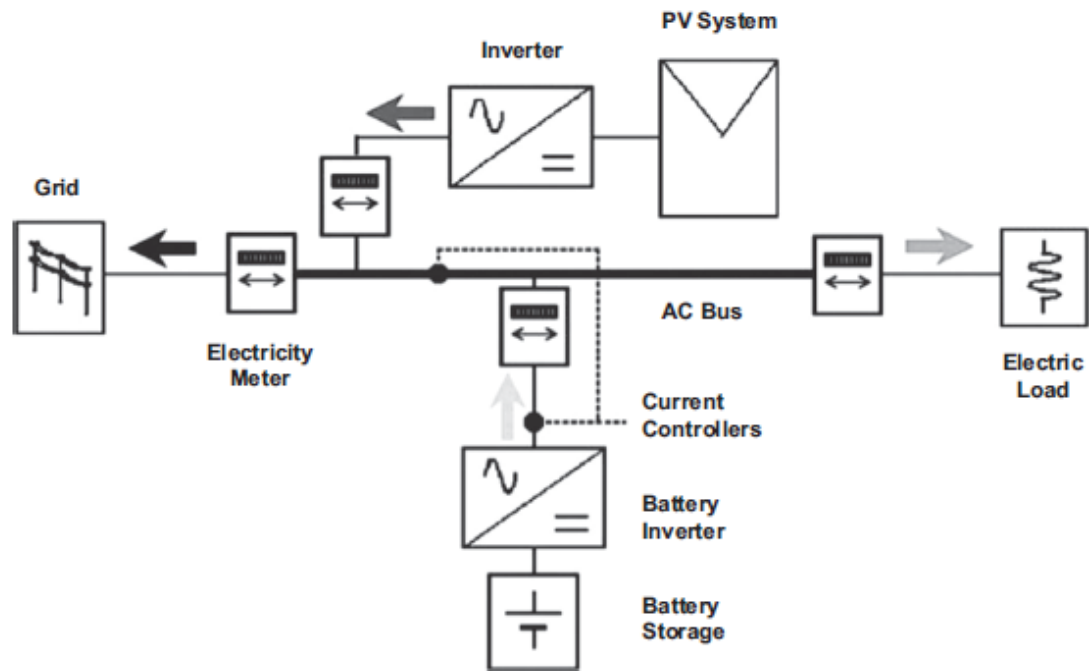 PV System
Inverter
Grid
AC Bus
Electricity
Meter
Electric
Load
Current
Controllers
Battery
Inverter
Battery
Storage